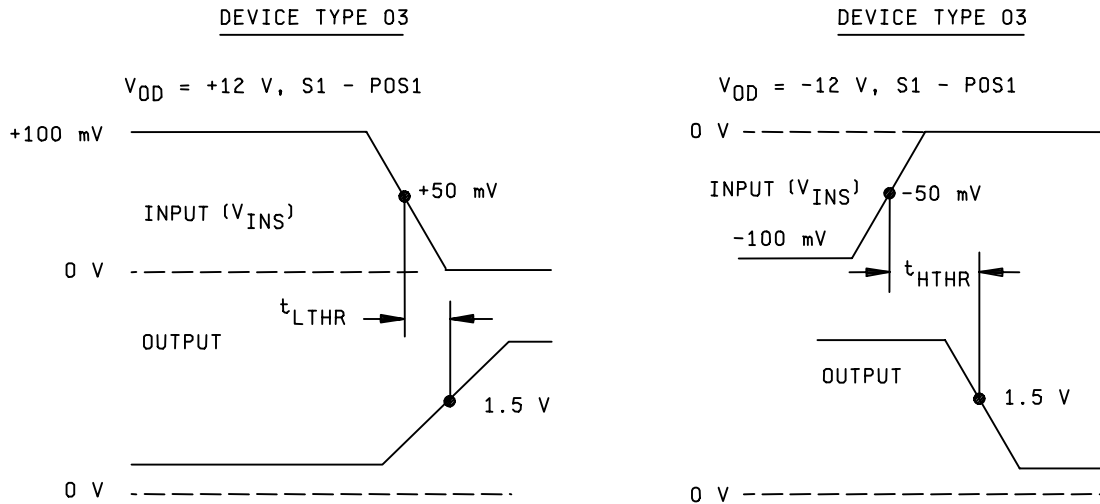 DEVICE TYPE 03
V_OD = +12 V, S1 - POS1
+100 mV
+50 mV
INPUT (V_INS)
0 V
t_LTHR
OUTPUT
1.5 V
0 V
DEVICE TYPE 03
V_OD = -12 V, S1 - POS1
0 V
INPUT (V_INS)
-50 mV
-100 mV
t_HTHR
OUTPUT
1.5 V
0 V